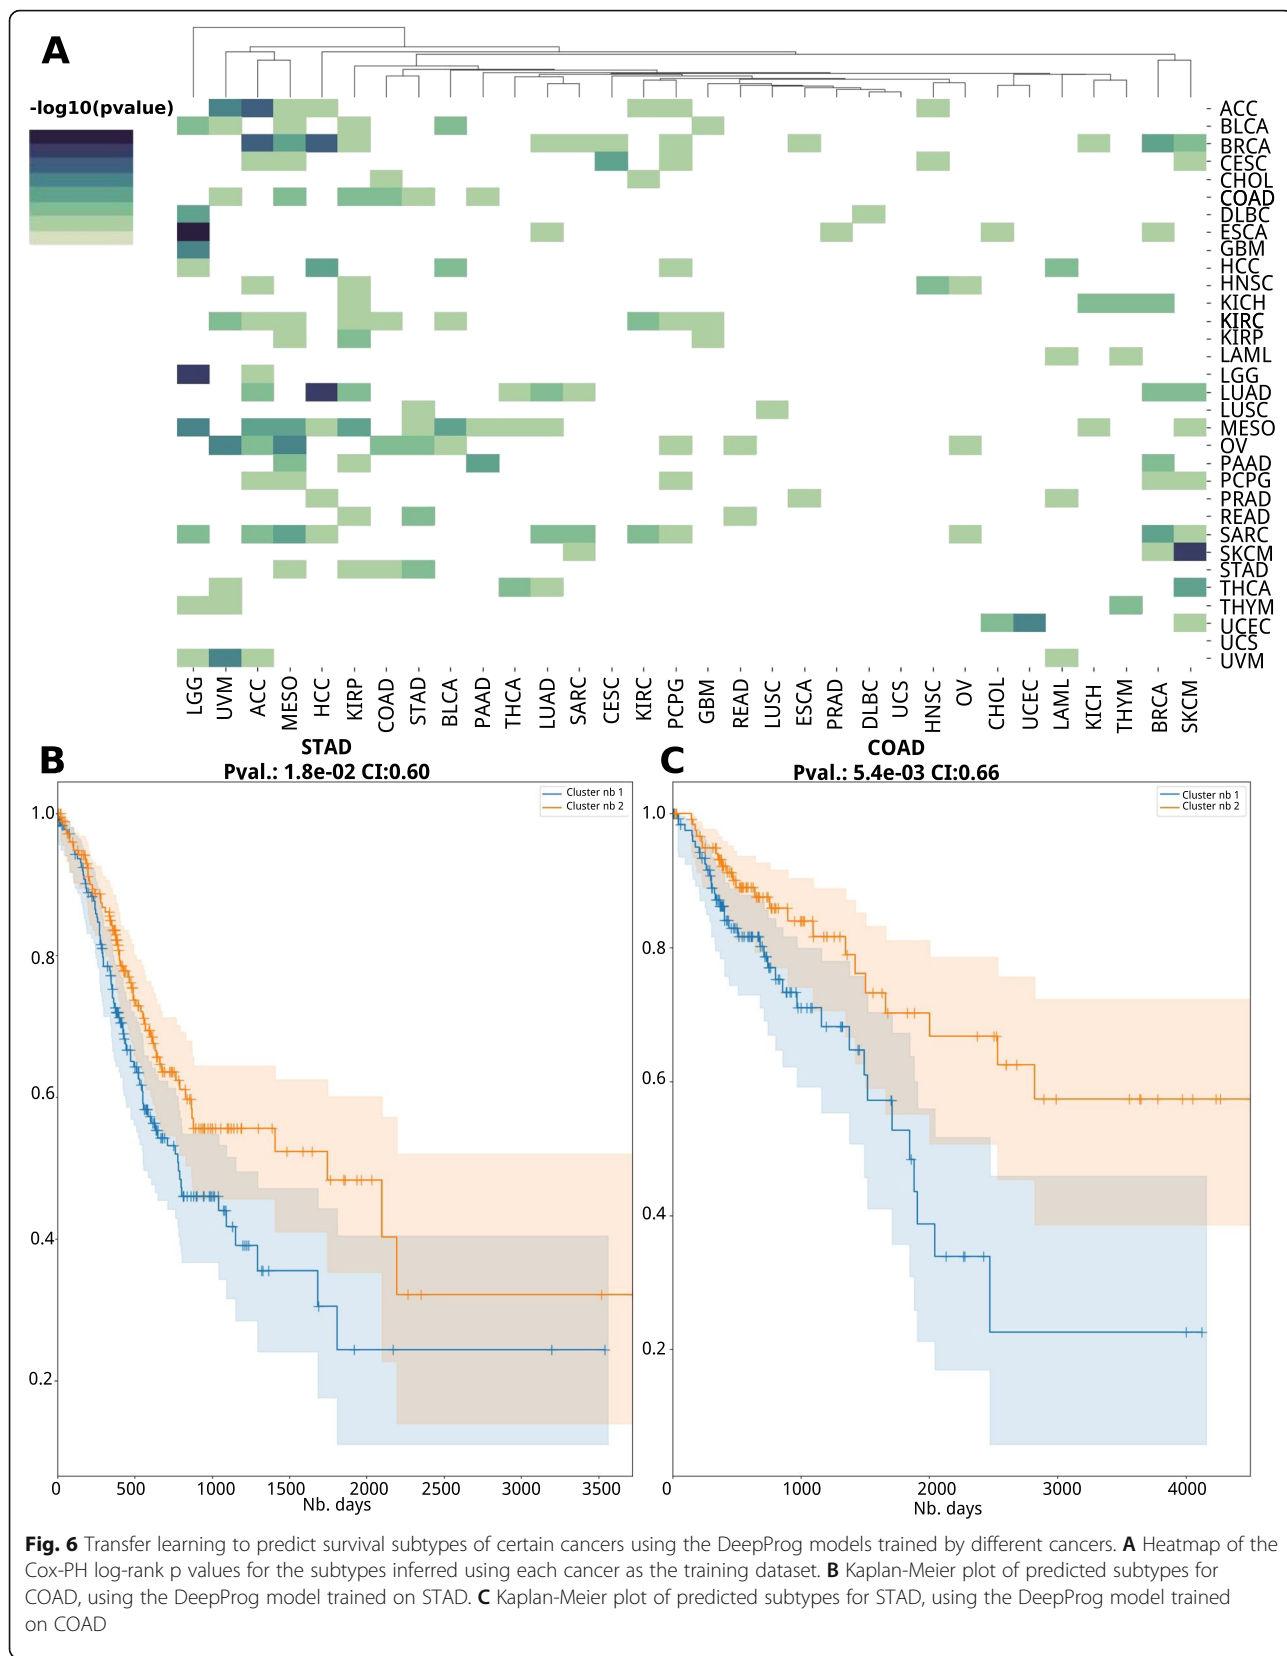 A
-log10(pvalue)
ACC
BLCA
BRCA
CESC
CHOL
COAD
DLBC
ESCA
GBM
HCC
HNSC
KICH
KIRC
KIRP
LAML
LGG
LUAD
LUSC
MESO
OV
PAAD
PCPG
PRAD
READ
SARC
SKCM
STAD
THCA
THYM
UCEC
UCS
UVM
LGG UVM ACC MESO HCC KIRP COAD STAD BLCA PAAD THCA LUAD SARC CESC KIRC PCPG GBM READ LUSC ESCA PRAD DLBC UCS HNSC OV CHOL UCEC LAML KICH THYM BRCA SKCM
B
STAD
Pval.: 1.8e-02 CI:0.60
Cluster nb 1
Cluster nb 2
1.0
0.8
0.6
0.4
0.2
0 500 1000 1500 2000 2500 3000 3500
Nb. days
C
COAD
Pval.: 5.4e-03 CI:0.66
Cluster nb 1
Cluster nb 2
1.0
0.8
0.6
0.4
0.2
0 1000 2000 3000 4000
Nb. days
Fig. 6 Transfer learning to predict survival subtypes of certain cancers using the DeepProg models trained by different cancers. A Heatmap of the
Cox-PH log-rank p values for the subtypes inferred using each cancer as the training dataset. B Kaplan-Meier plot of predicted subtypes for
COAD, using the DeepProg model trained on STAD. C Kaplan-Meier plot of predicted subtypes for STAD, using the DeepProg model trained
on COAD